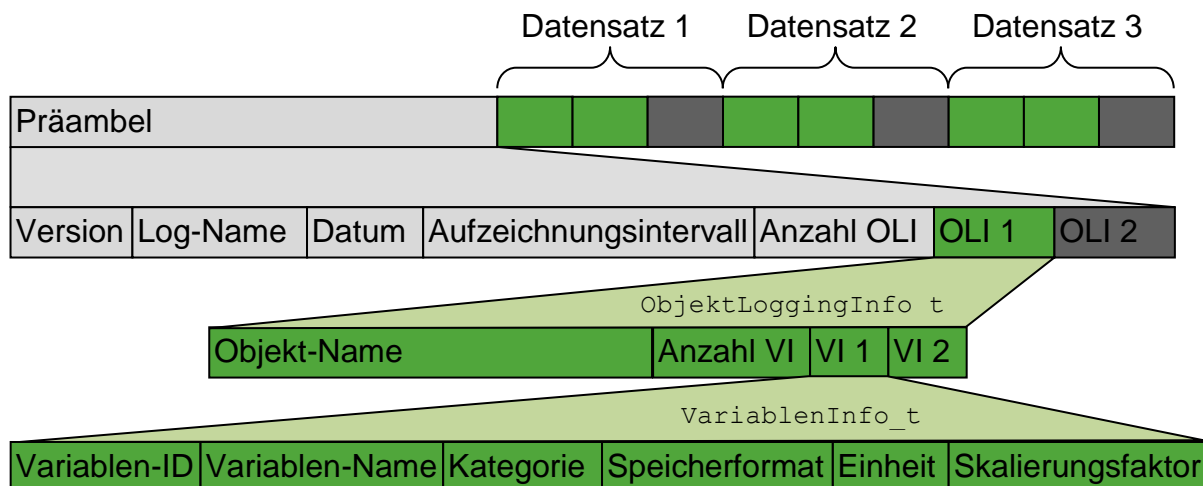 Datensatz 1 Datensatz 2 Datensatz 3
Präambel
Version Log-Name Datum Aufzeichnungsintervall Anzahl OLI OLI 1 OLI 2
ObjektLoggingInfo t
Objekt-Name Anzahl VI VI 1 VI 2
VariablenInfo_t
Variablen-ID Variablen-Name Kategorie Speicherformat Einheit Skalierungsfaktor